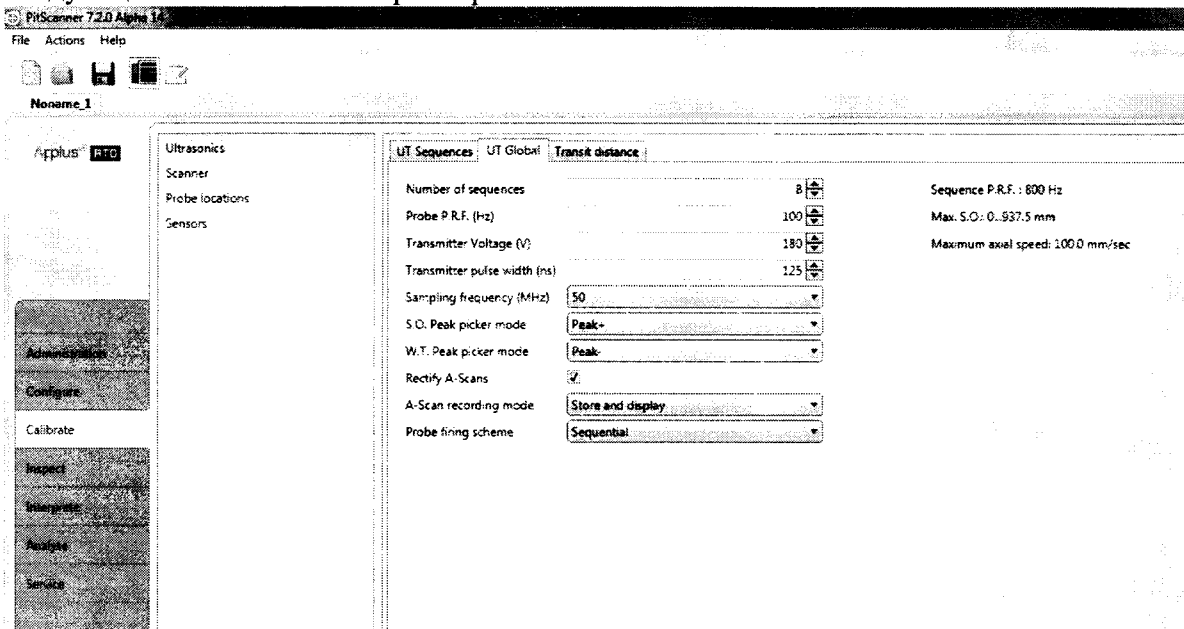 PitScanner 7.2.0 Alpha 14
File Actions Help
Noname_1
Applus RTD
Ultrasonics
Scanner
Probe locations
Sensors
UT Sequences UT Global Transit distance
Number of sequences 8 Sequence P.R.F. : 800 Hz
Probe P.R.F. (Hz) 100 Max. S.O.: 0..937.5 mm
Transmitter Voltage (V) 180 Maximum axial speed: 100.0 mm/sec
Transmitter pulse width (ns) 125
Sampling frequency (MHz) 50
S.O. Peak picker mode Peak+
W.T. Peak picker mode Peak-
Rectify A-Scans
A-Scan recording mode Store and display
Probe firing scheme Sequential
Administration
Configure
Calibrate
Inspect
Interprete
Analyse
Service